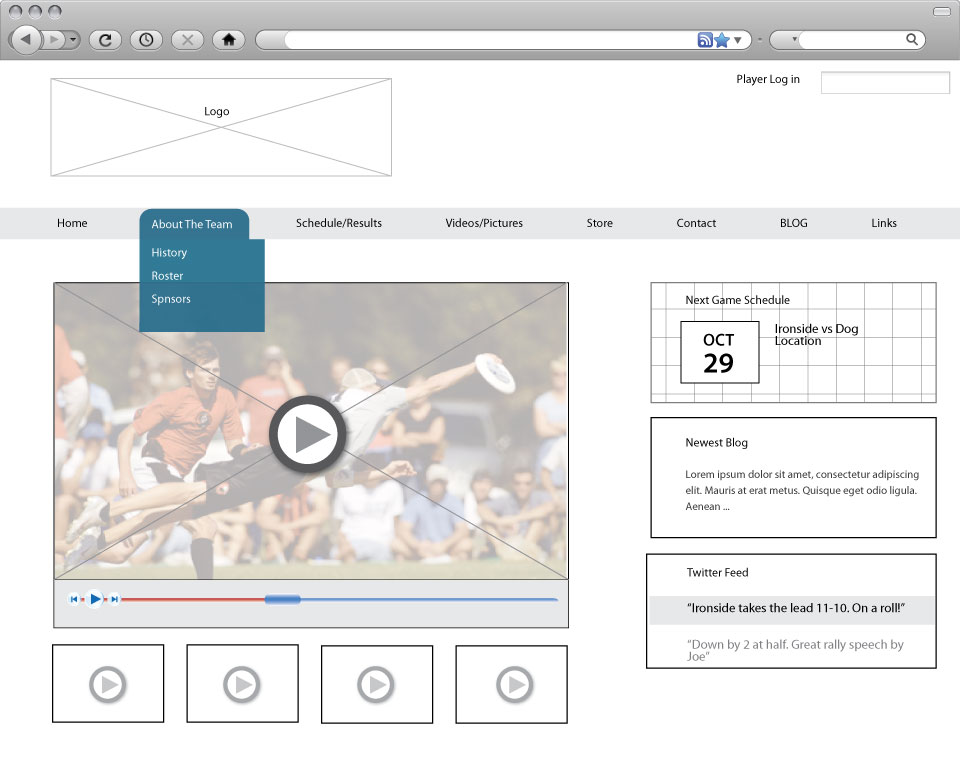 Player Log in
Logo
Home
About The Team
Schedule/Results
Videos/Pictures
Store
Contact
BLOG
Links
History
Roster
Spnsors
Next Game Schedule
OCT
29
Ironside vs Dog
Location
Newest Blog
Lorem ipsum dolor sit amet, consectetur adipiscing
elit. Mauris at erat metus. Quisque eget odio ligula.
Aenean ...
Twitter Feed
“Ironside takes the lead 11-10. On a roll!”
“Down by 2 at half. Great rally speech by
Joe”